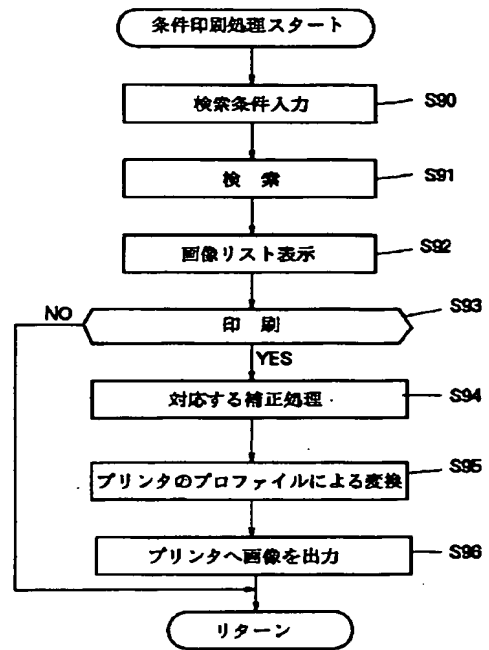 条件印刷処理スタート
検索条件入力
S90
検 索
S91
画像リスト表示
S92
印 刷
S93
NO
YES
対応する補正処理
S94
プリンタのプロファイルによる変換
S95
プリンタへ画像を出力
S96
リターン